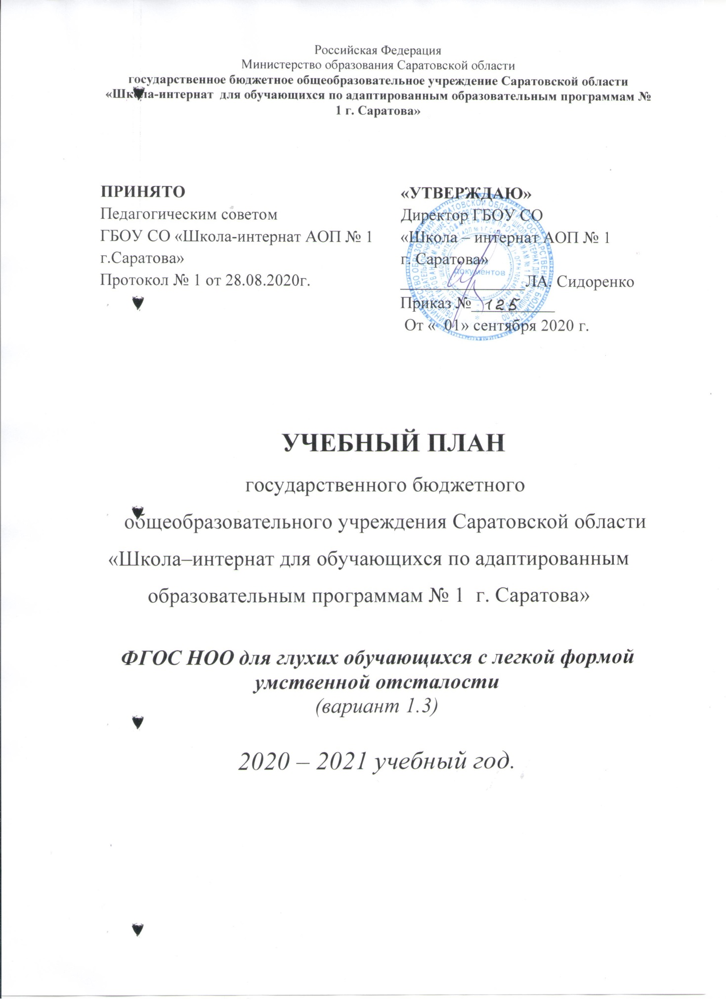 Российская Федерация
Министерство образования Саратовской области
государственное бюджетное общеобразовательное учреждение Саратовской области
«Школа-интернат для обучающихся по адаптированным образовательным программам №
1 г. Саратова»
ПРИНЯТО
Педагогическим советом
ГБОУ СО «Школа-интернат АОП № 1
г.Саратова»
Протокол № 1 от 28.08.2020г.
«УТВЕРЖДАЮ»
Директор ГБОУ СО
«Школа – интернат АОП № 1
г. Саратова»
документов
_______________Л.А. Сидоренко
Приказ № 125
От « 01» сентября 2020 г.
УЧЕБНЫЙ ПЛАН
государственного бюджетного
общеобразовательного учреждения Саратовской области
«Школа–интернат для обучающихся по адаптированным
образовательным программам № 1 г. Саратова»
ФГОС НОО для глухих обучающихся с легкой формой
умственной отсталости
(вариант 1.3)
2020 – 2021 учебный год.